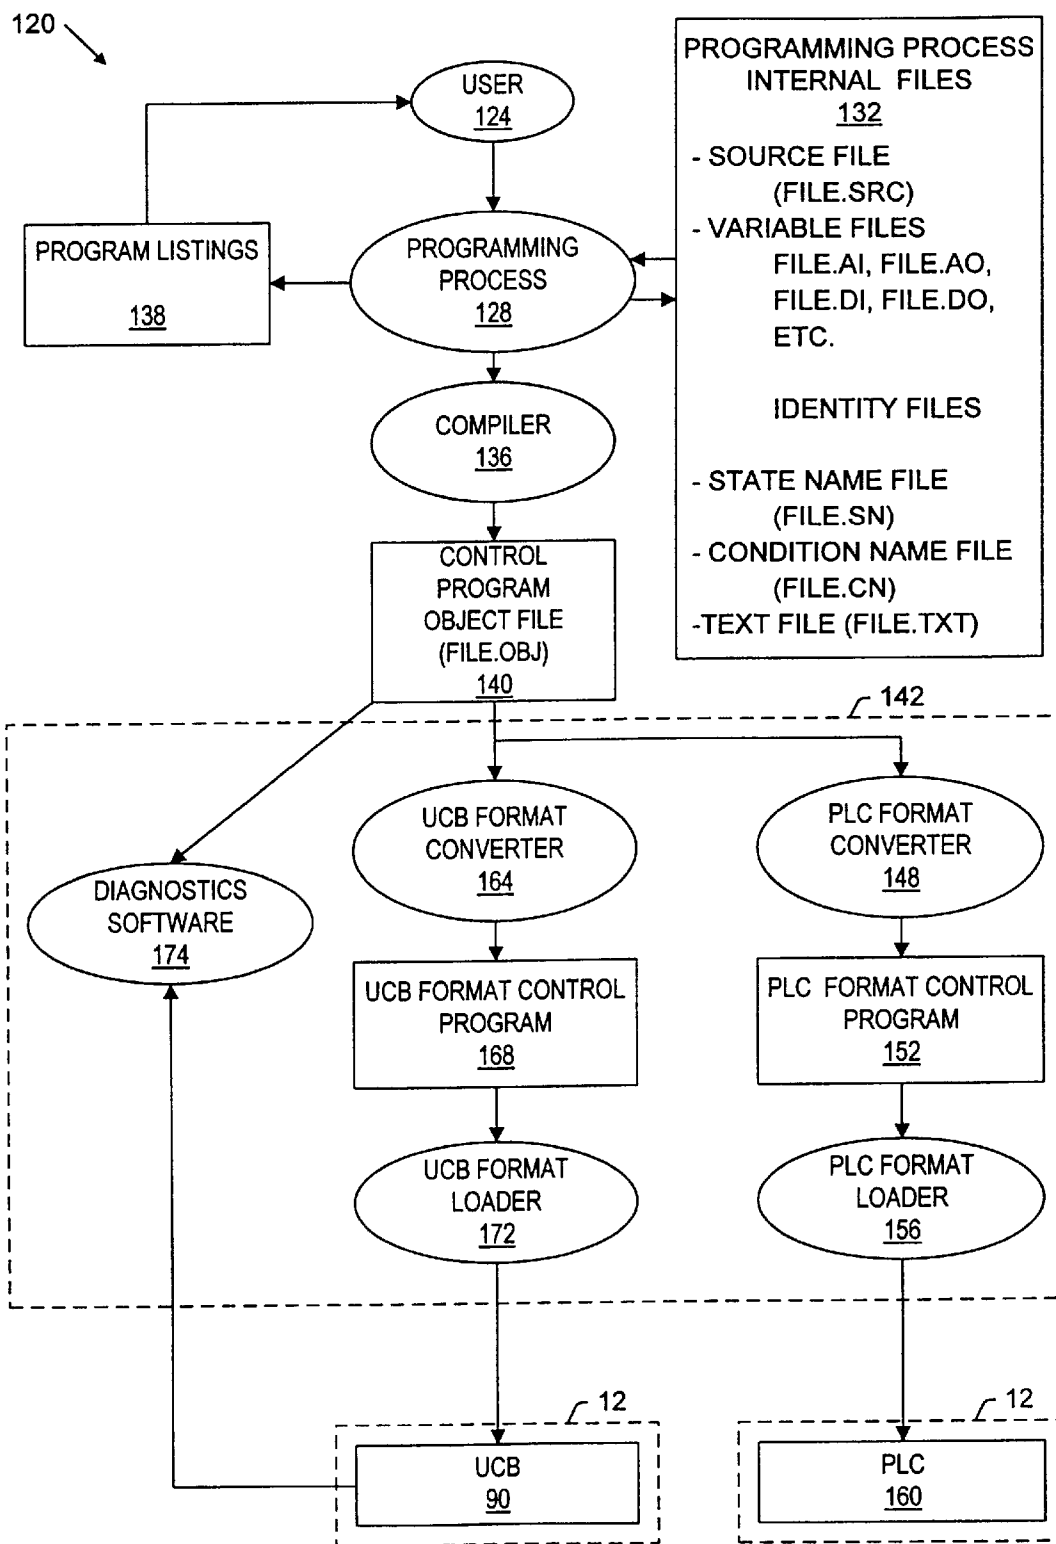 120
USER
124
PROGRAMMING PROCESS
INTERNAL FILES
132
- SOURCE FILE
(FILE.SRC)
- VARIABLE FILES
FILE.AI, FILE.AO,
FILE.DI, FILE.DO,
ETC.
IDENTITY FILES
- STATE NAME FILE
(FILE.SN)
- CONDITION NAME FILE
(FILE.CN)
-TEXT FILE (FILE.TXT)
PROGRAM LISTINGS
138
PROGRAMMING
PROCESS
128
COMPILER
136
CONTROL
PROGRAM
OBJECT FILE
(FILE.OBJ)
140
142
UCB FORMAT
CONVERTER
164
PLC FORMAT
CONVERTER
148
DIAGNOSTICS
SOFTWARE
174
UCB FORMAT CONTROL
PROGRAM
168
PLC FORMAT CONTROL
PROGRAM
152
UCB FORMAT
LOADER
172
PLC FORMAT
LOADER
156
12
UCB
90
12
PLC
160